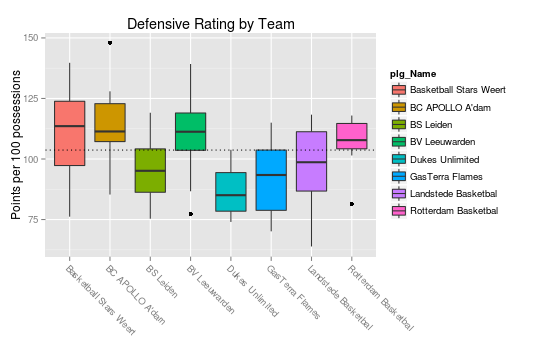 Defensive Rating by Team
Points per 100 possessions
150
125
100
75
Basketball Stars Weert
BC APOLLO A'dam
BS Leiden
BV Leeuwarden
Dukes Unlimited
GasTerra Flames
Landstede Basketbal
Rotterdam Basketbal
plg_Name
Basketball Stars Weert
BC APOLLO A'dam
BS Leiden
BV Leeuwarden
Dukes Unlimited
GasTerra Flames
Landstede Basketbal
Rotterdam Basketbal